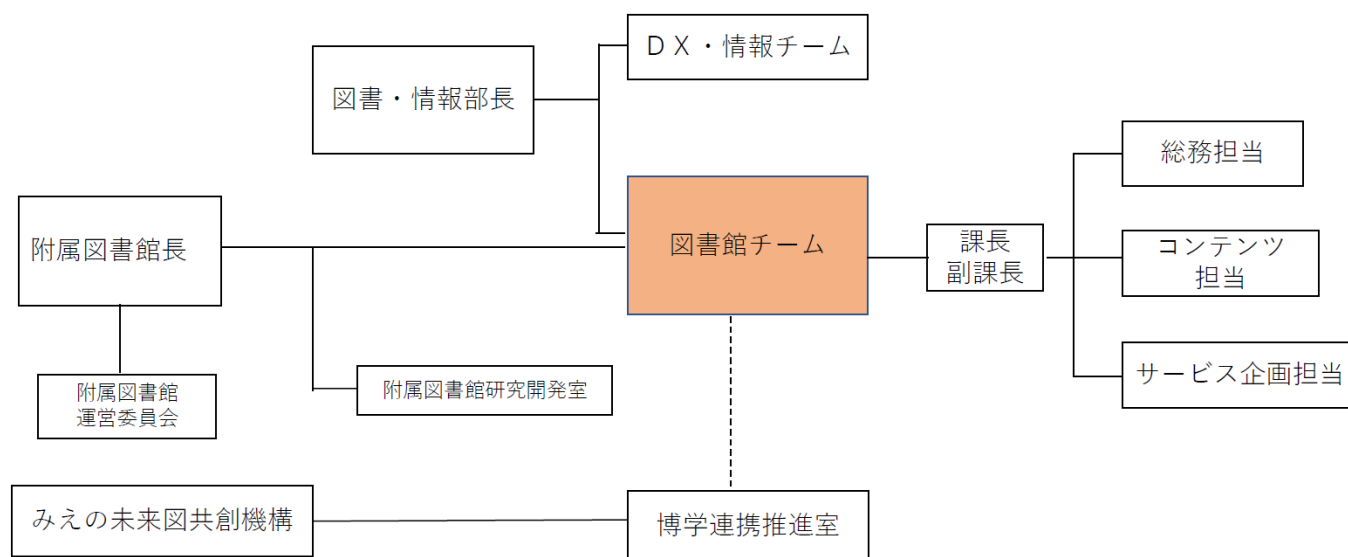 DX・情報チーム
図書・情報部長
総務担当
附属図書館長
図書館チーム
課長
副課長
コンテンツ
担当
サービス企画担当
附属図書館
運営委員会
附属図書館研究開発室
みえの未来図共創機構
博学連携推進室